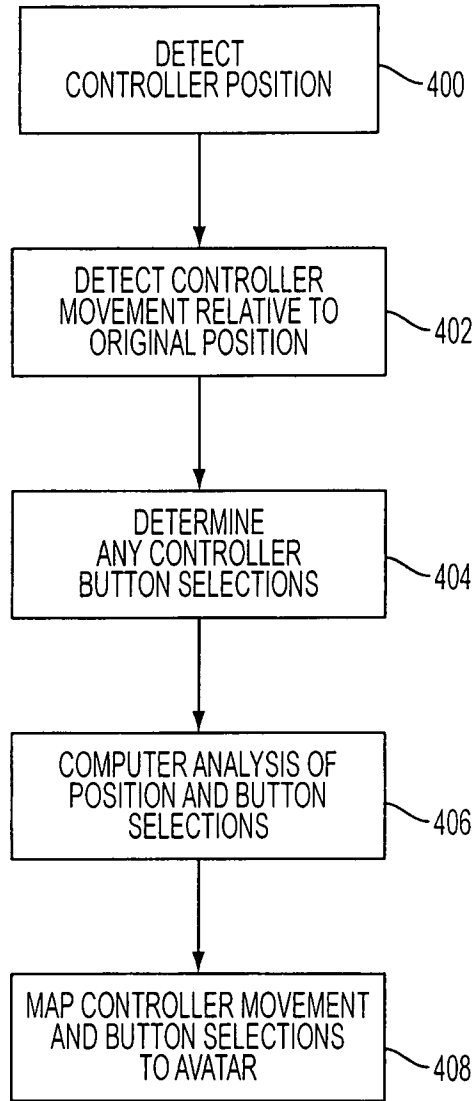 DETECT
CONTROLLER POSITION
400
DETECT CONTROLLER
MOVEMENT RELATIVE TO
ORIGINAL POSITION
402
DETERMINE
ANY CONTROLLER
BUTTON SELECTIONS
404
COMPUTER ANALYSIS OF
POSITION AND BUTTON
SELECTIONS
406
MAP CONTROLLER MOVEMENT
AND BUTTON SELECTIONS
TO AVATAR
408